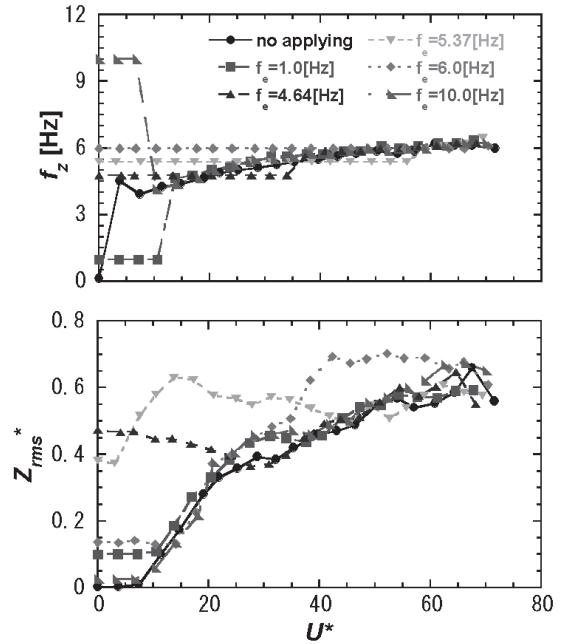 12
no applying
f_e=5.37[Hz]
f_e=1.0[Hz]
f_e=6.0[Hz]
f_e=4.64[Hz]
f_e=10.0[Hz]
9
6
3
0
f_z [Hz]
0.8
0.6
0.4
0.2
0
Z_rms*
0
20
40
60
80
U*